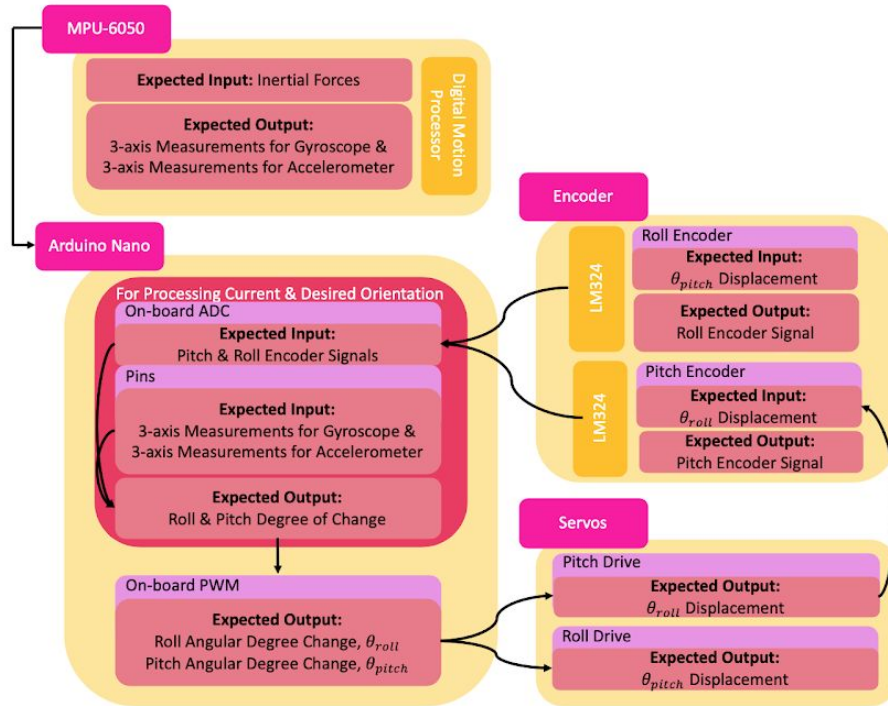 MPU-6050
Expected Input: Inertial Forces
Expected Output:
3-axis Measurements for Gyroscope &
3-axis Measurements for Accelerometer
Digital Motion
Processor
Arduino Nano
For Processing Current & Desired Orientation
On-board ADC
Expected Input:
Pitch & Roll Encoder Signals
Pins
Expected Input:
3-axis Measurements for Gyroscope &
3-axis Measurements for Accelerometer
Expected Output:
Roll & Pitch Degree of Change
On-board PWM
Expected Output:
Roll Angular Degree Change, θroll
Pitch Angular Degree Change, θpitch
Encoder
LM324
Roll Encoder
Expected Input:
θpitch Displacement
Expected Output:
Roll Encoder Signal
LM324
Pitch Encoder
Expected Input:
θroll Displacement
Expected Output:
Pitch Encoder Signal
Servos
Pitch Drive
Expected Output:
θroll Displacement
Roll Drive
Expected Output:
θpitch Displacement